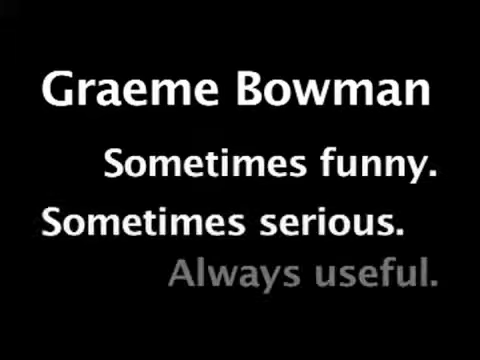 Graeme Bowman
Sometimes funny.
Sometimes serious.
Always useful.